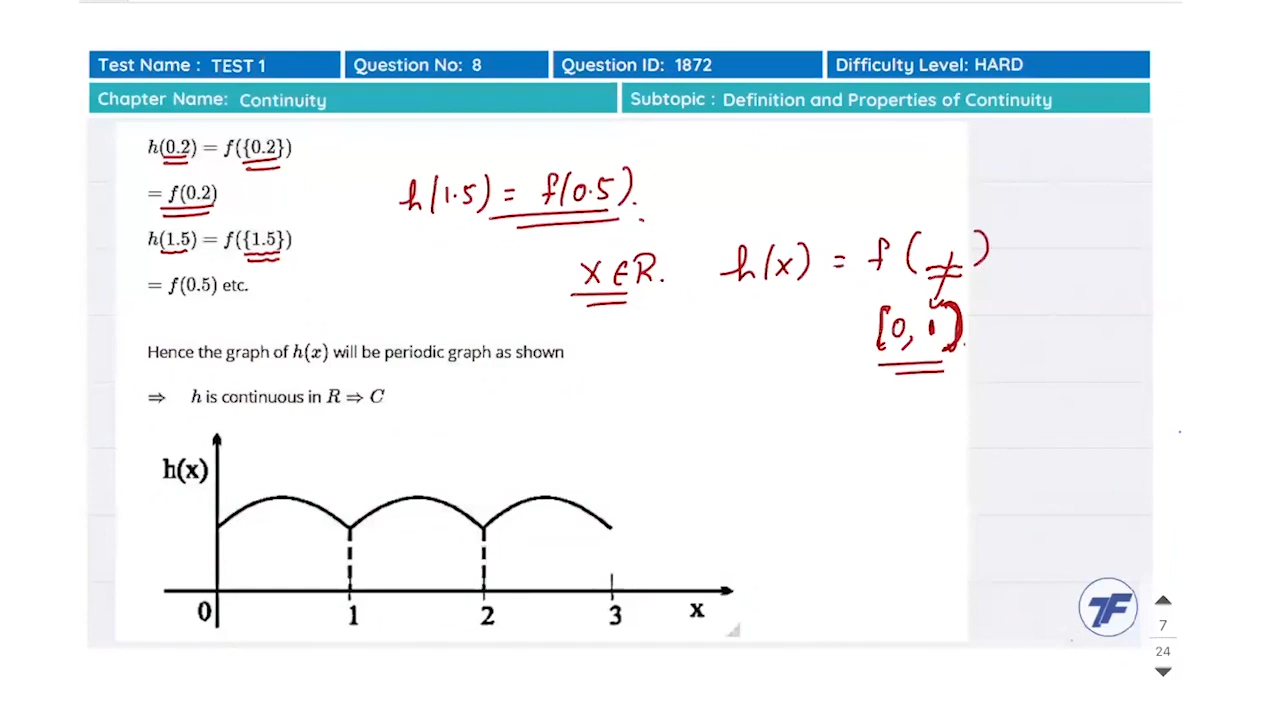 Test Name : TEST 1 Question No: 8 Question ID: 1872 Difficulty Level: HARD
Chapter Name: Continuity Subtopic : Definition and Properties of Continuity
h(0.2) = f({0.2})
= f(0.2)
h(1.5) = f(0.5).
h(1.5) = f({1.5})
x ∈ R. h(x) = f( )
= f(0.5) etc.
[0, 1)
Hence the graph of h(x) will be periodic graph as shown
⇒ h is continuous in R ⇒ C
h(x)
0 1 2 3 x
TF
7
24